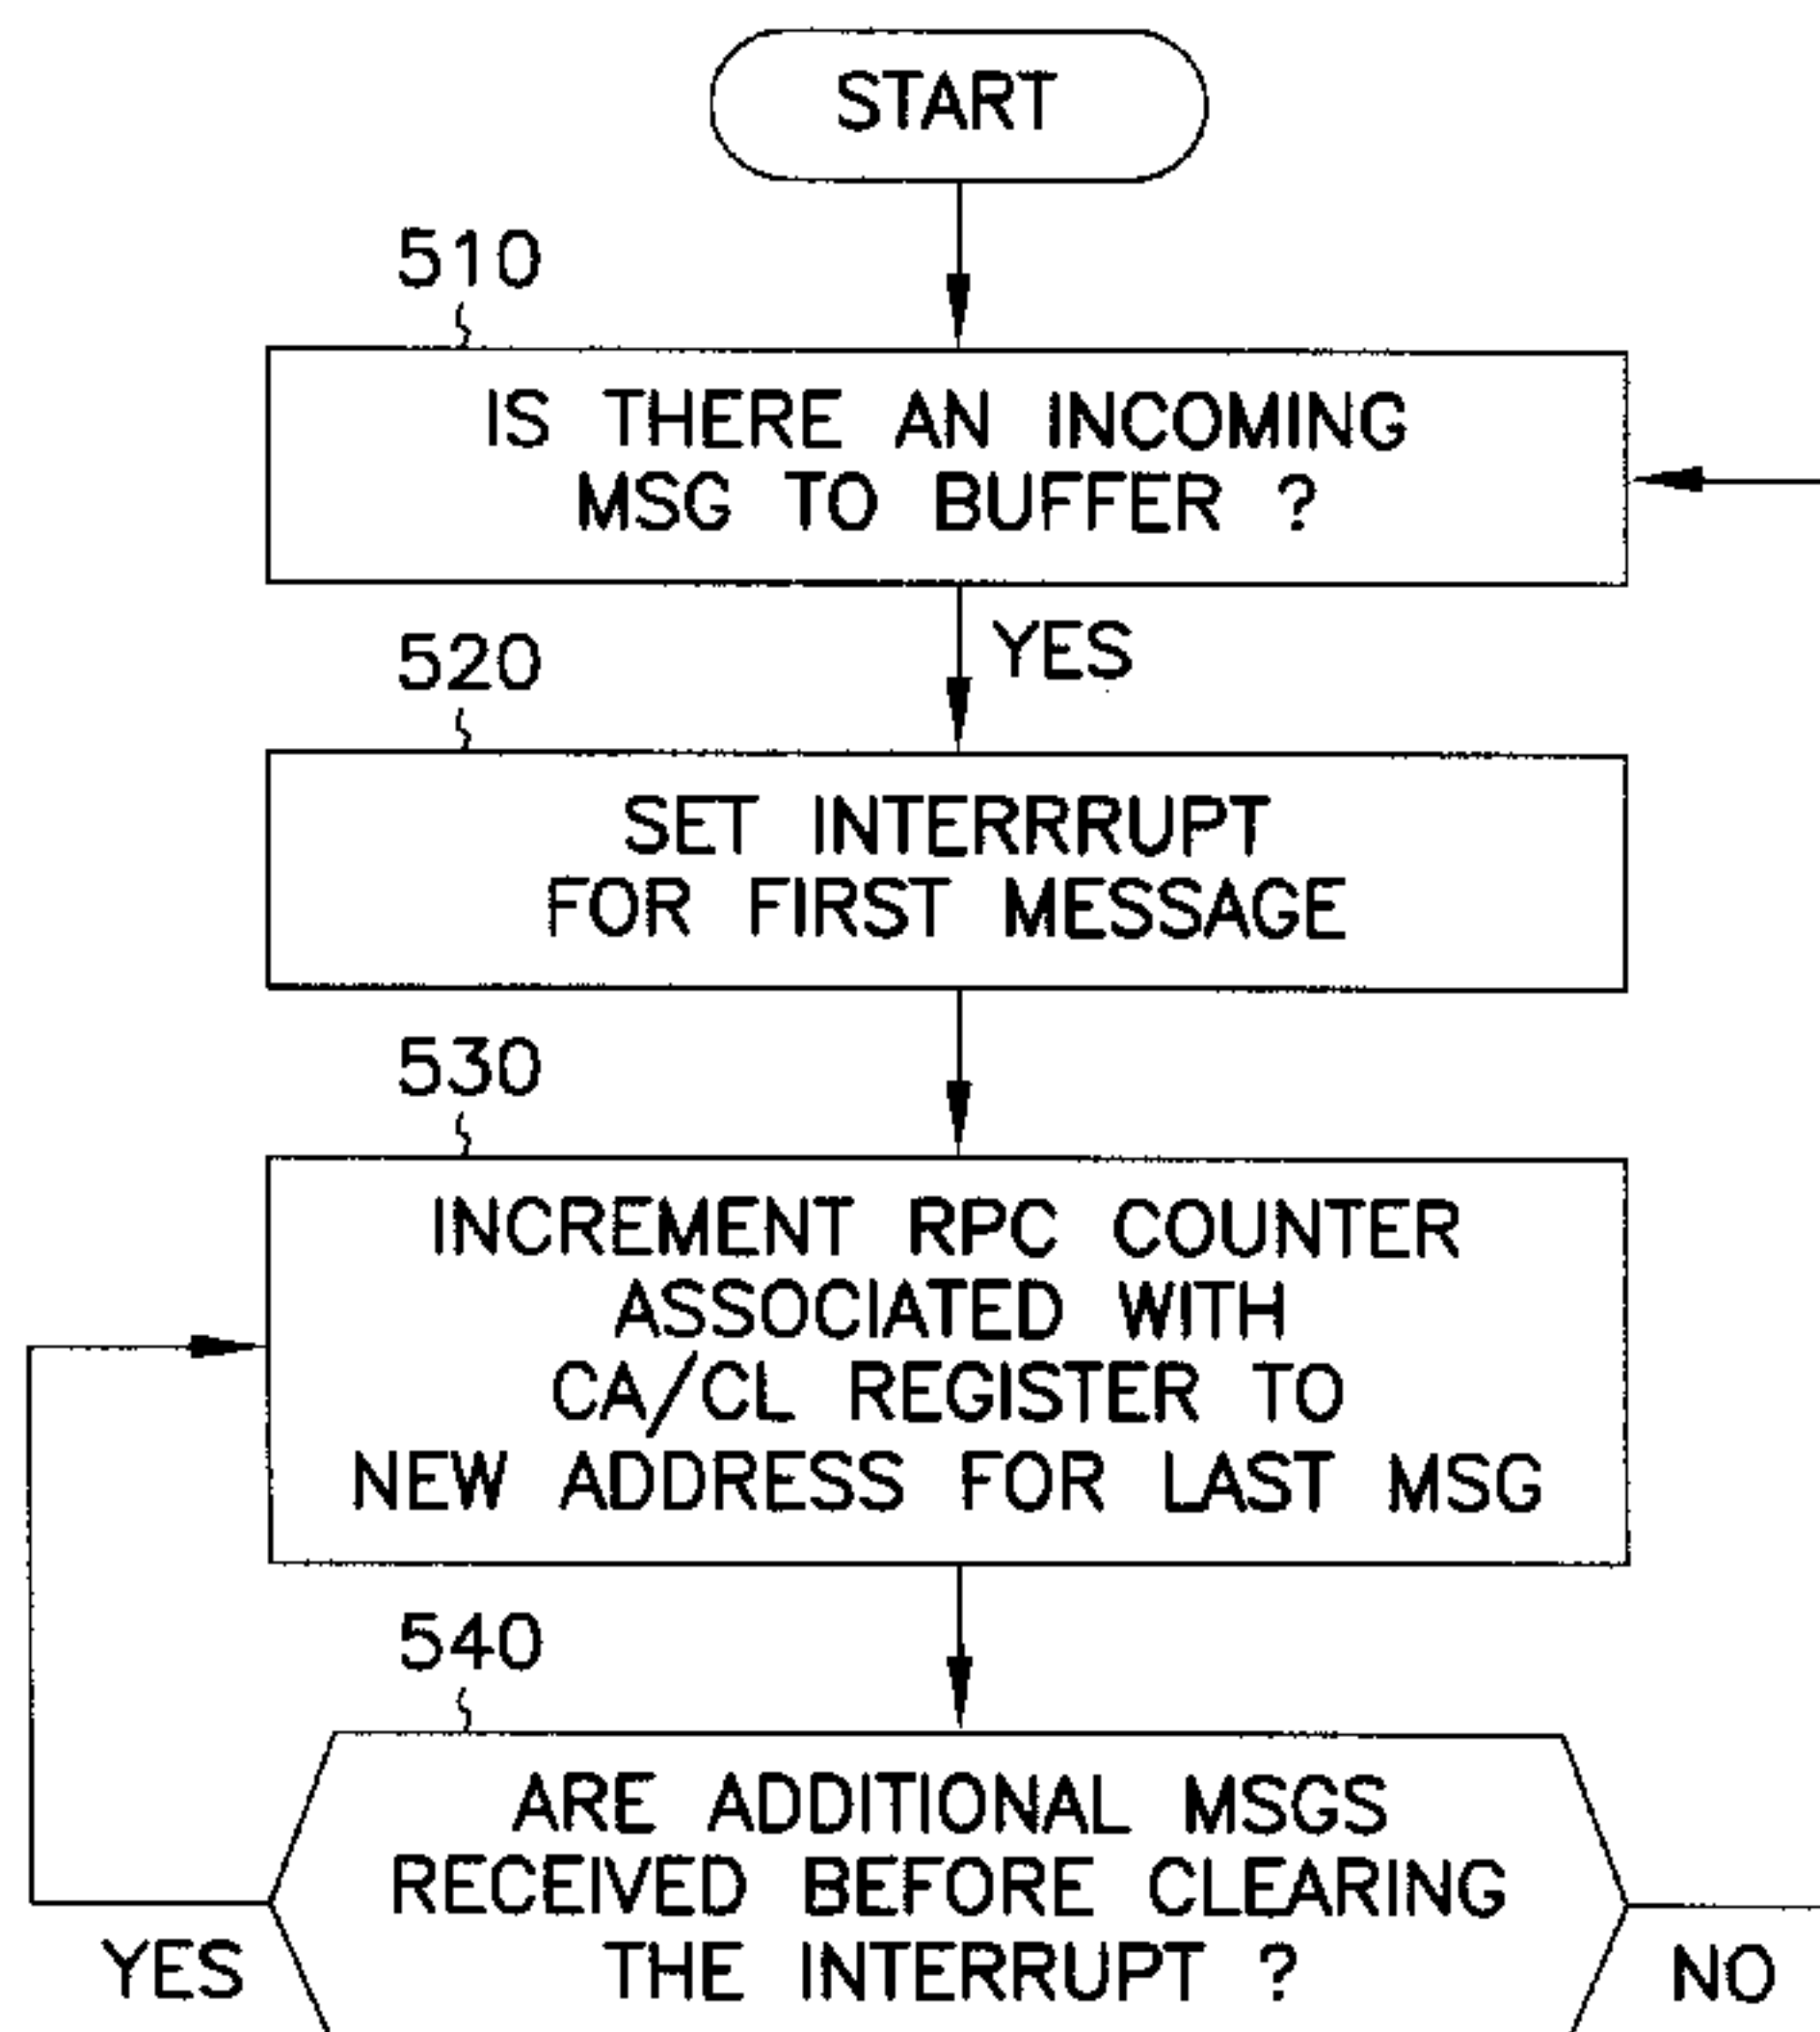 START
510
IS THERE AN INCOMING
MSG TO BUFFER ?
YES
520
SET INTERRRUPT
FOR FIRST MESSAGE
530
INCREMENT RPC COUNTER
ASSOCIATED WITH
CA/CL REGISTER TO
NEW ADDRESS FOR LAST MSG
540
ARE ADDITIONAL MSGS
RECEIVED BEFORE CLEARING
THE INTERRUPT ?
YES
NO